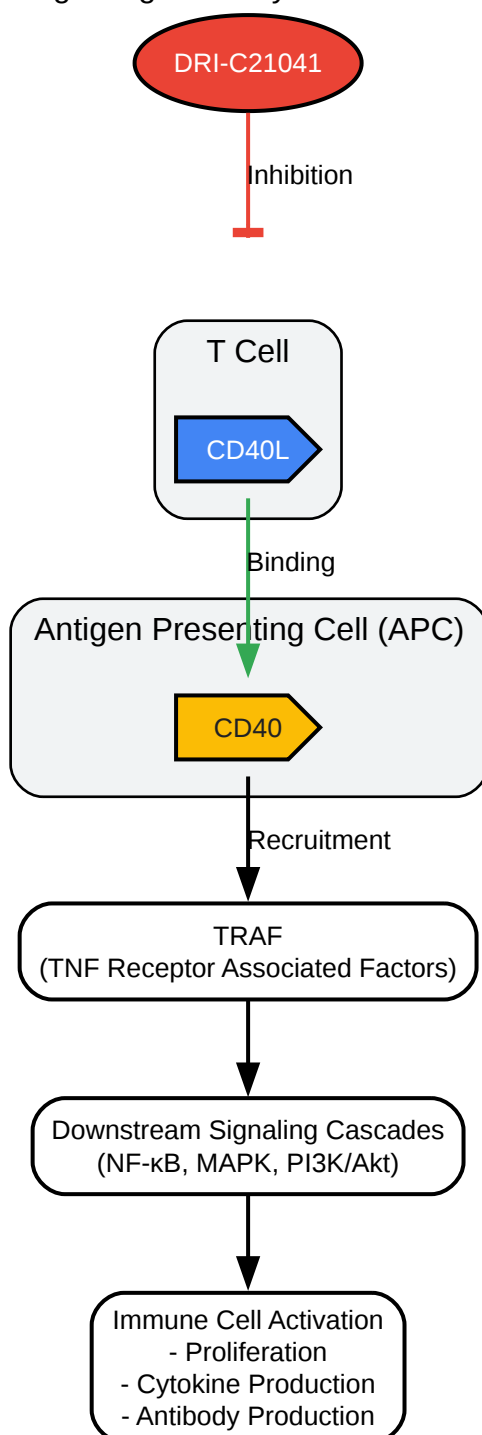 DRI-C21041
Inhibition
T Cell
CD40L
Binding
Antigen Presenting Cell (APC)
CD40
Recruitment
TRAF
(TNF Receptor Associated Factors)
Downstream Signaling Cascades
(NF-κB, MAPK, PI3K/Akt)
Immune Cell Activation
- Proliferation
- Cytokine Production
- Antibody Production